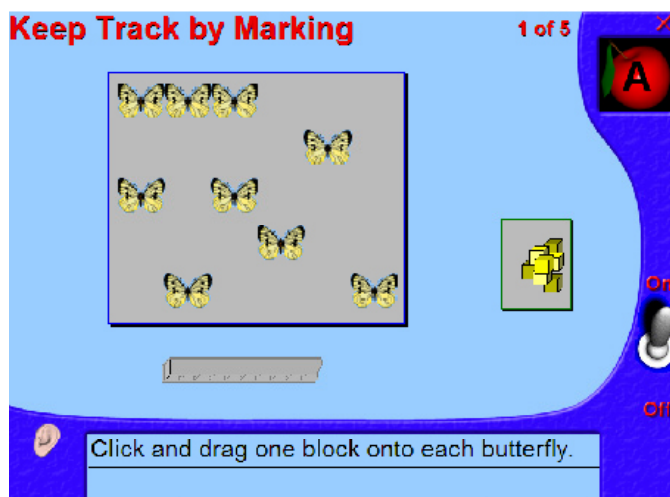 Keep Track by Marking
1 of 5
X
A
On
Off
Click and drag one block onto each butterfly.